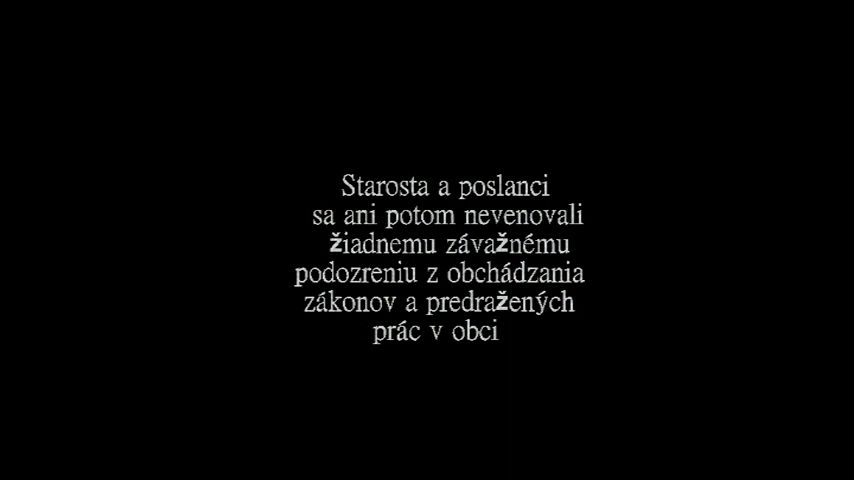 Starosta a poslanci
sa ani potom nevenovali
žiadnemu závažnému
podozreniu z obchádzania
zákonov a predražených
prác v obci